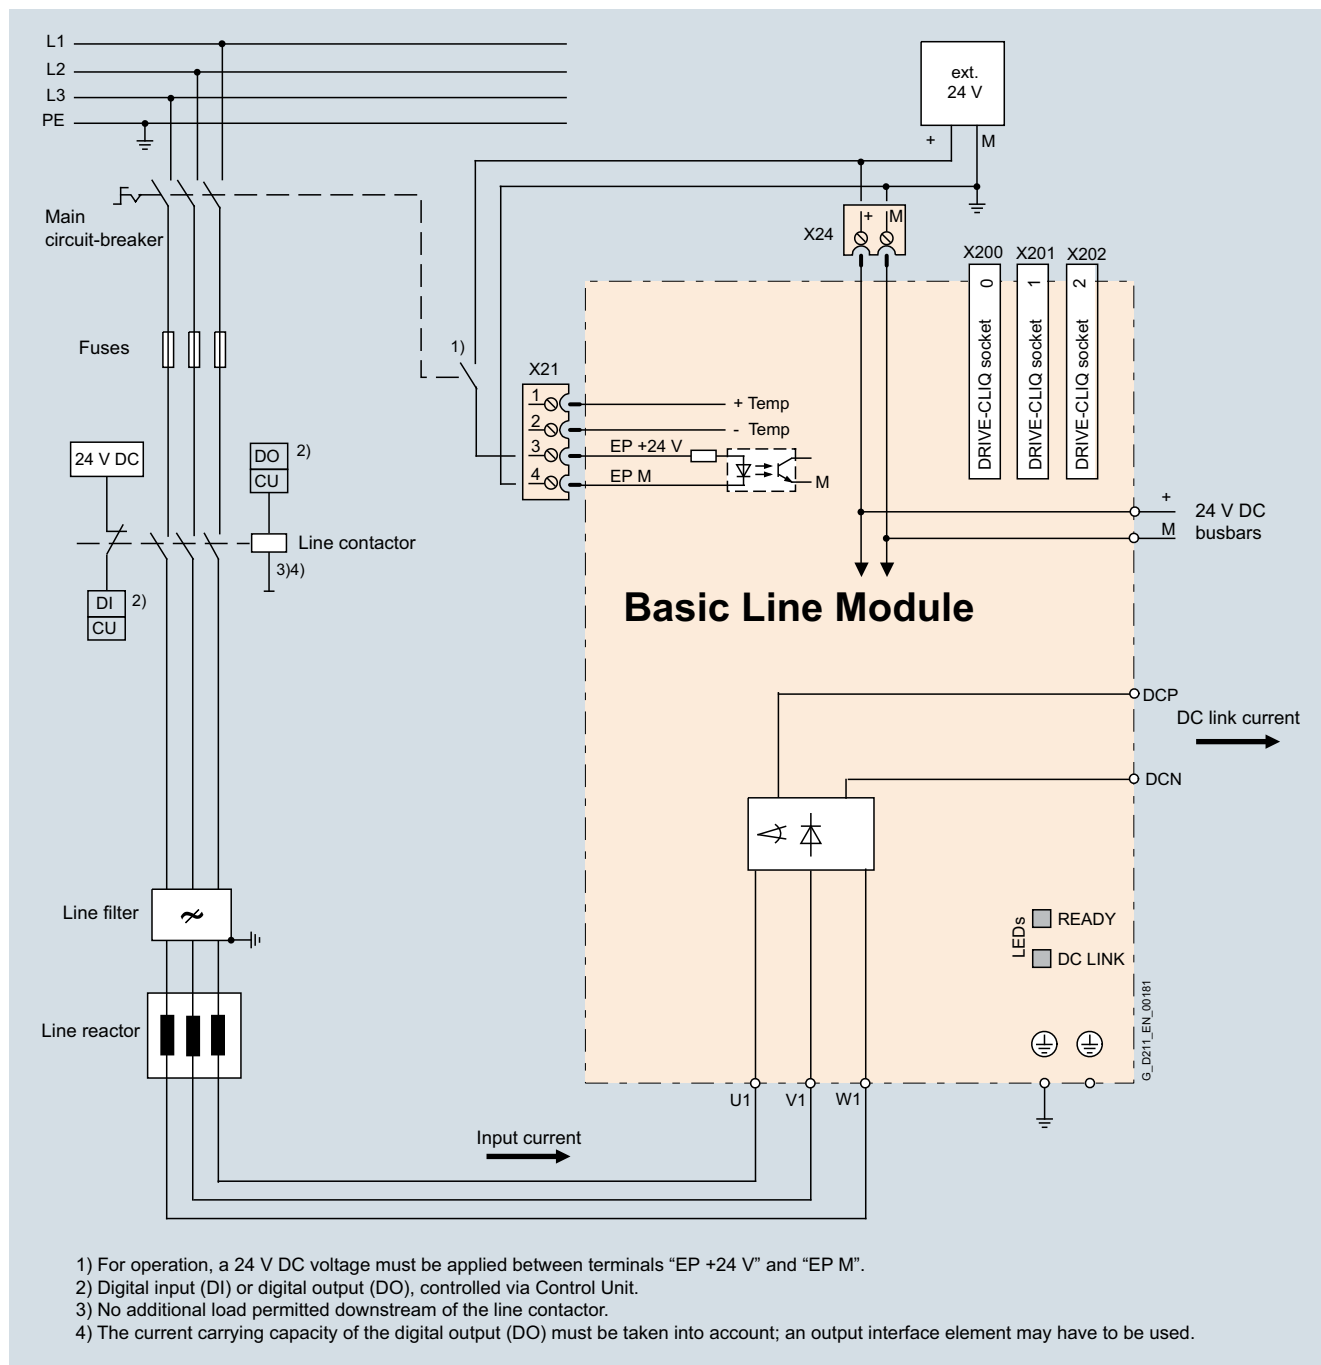 L1
L2
L3
PE
ext.
24 V
+
M
Main
circuit-breaker
X24
+ M
X200
X201
X202
0
1
2
DRIVE-CLIQ socket
DRIVE-CLIQ socket
DRIVE-CLIQ socket
Fuses
1)
X21
1
2
3
4
+ Temp
- Temp
EP +24 V
EP M
M
24 V DC
DO
CU
2)
+
M
24 V DC
busbars
Line contactor
3)4)
DI
CU
2)
Basic Line Module
DCP
DC link current
DCN
Line filter
LEDs
READY
DC LINK
Line reactor
G_D211_EN_00181
U1
V1
W1
Input current
1) For operation, a 24 V DC voltage must be applied between terminals “EP +24 V” and “EP M”.
2) Digital input (DI) or digital output (DO), controlled via Control Unit.
3) No additional load permitted downstream of the line contactor.
4) The current carrying capacity of the digital output (DO) must be taken into account; an output interface element may have to be used.